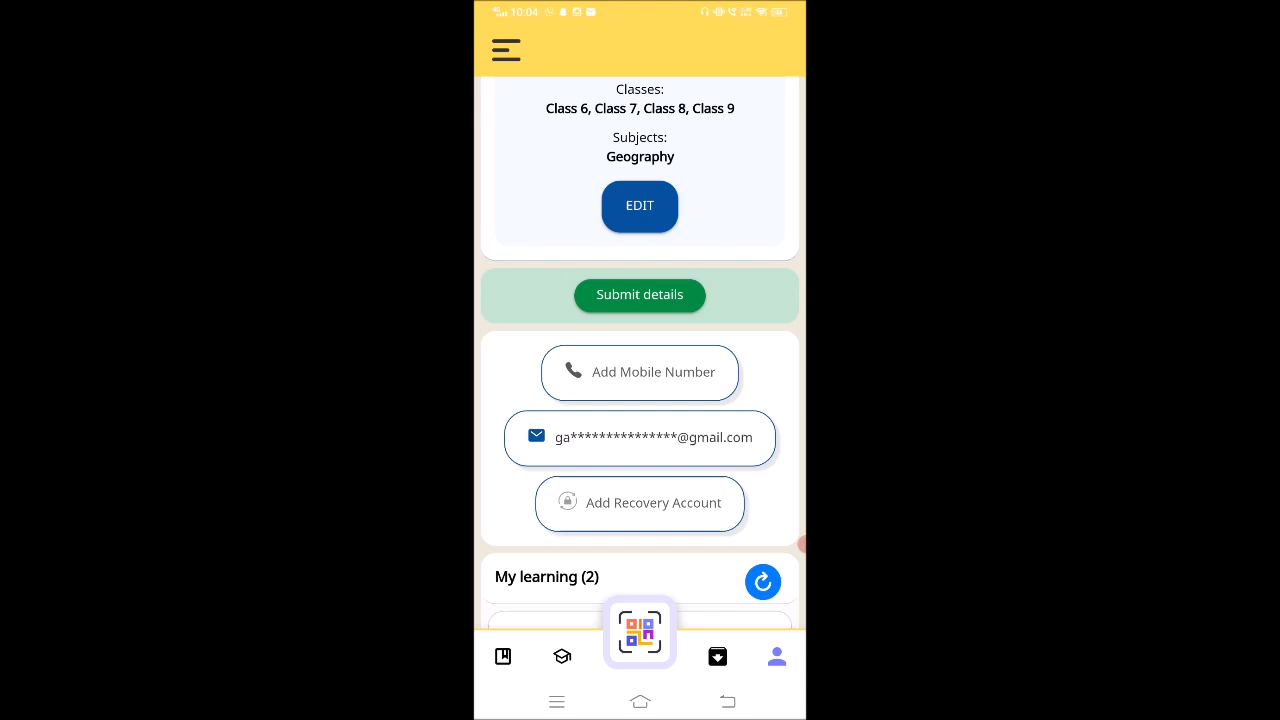 10:04
Classes:
Class 6, Class 7, Class 8, Class 9
Subjects:
Geography
EDIT
Submit details
Add Mobile Number
ga***************@gmail.com
Add Recovery Account
My learning (2)